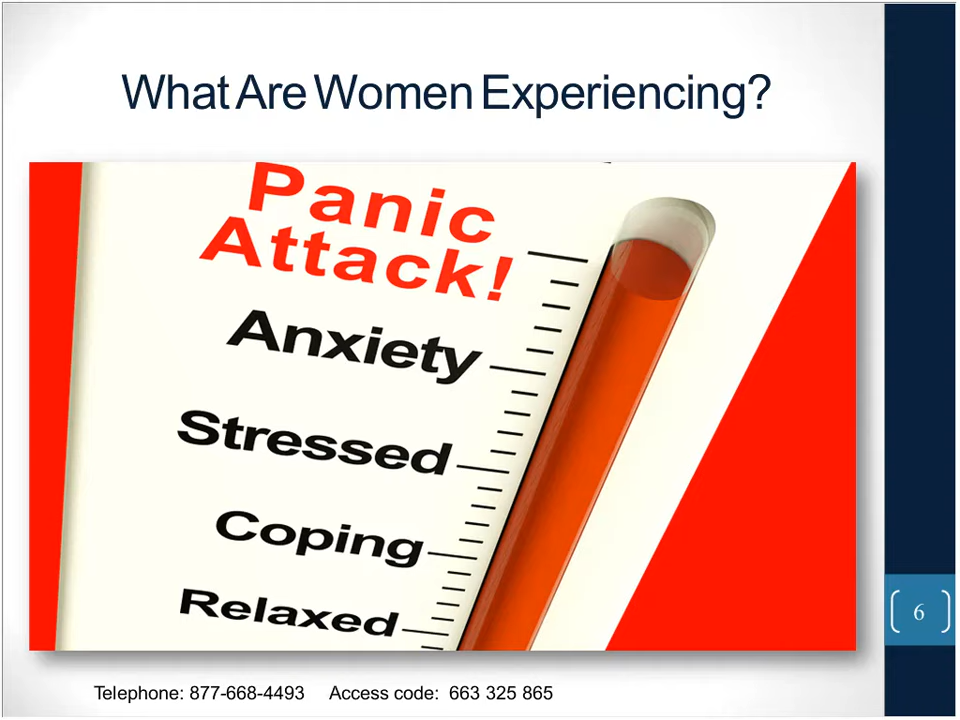 What Are Women Experiencing?
Panic
Attack!
Anxiety
Stressed
Coping
Relaxed
6
Telephone: 877-668-4493 Access code: 663 325 865